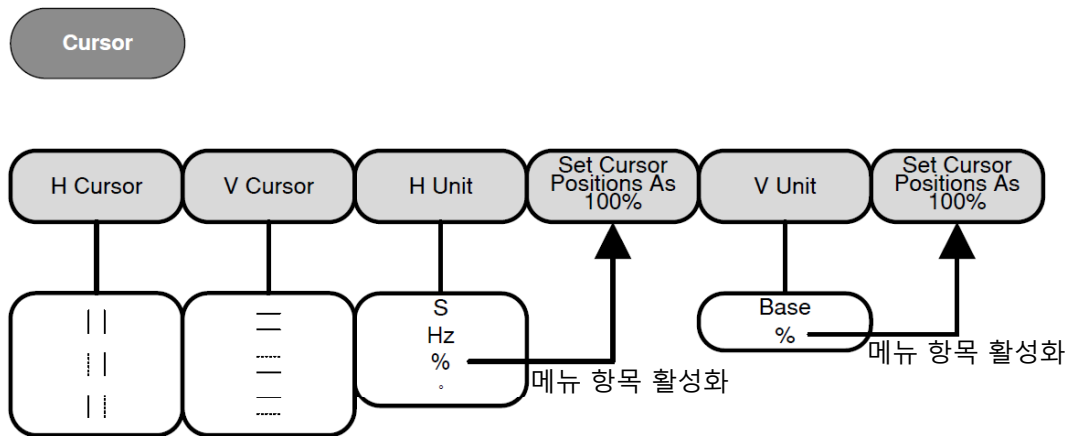 Cursor
H Cursor
V Cursor
H Unit
Set Cursor
Positions As
100%
V Unit
Set Cursor
Positions As
100%
S
Hz
%
°
메뉴 항목 활성화
Base
%
메뉴 항목 활성화